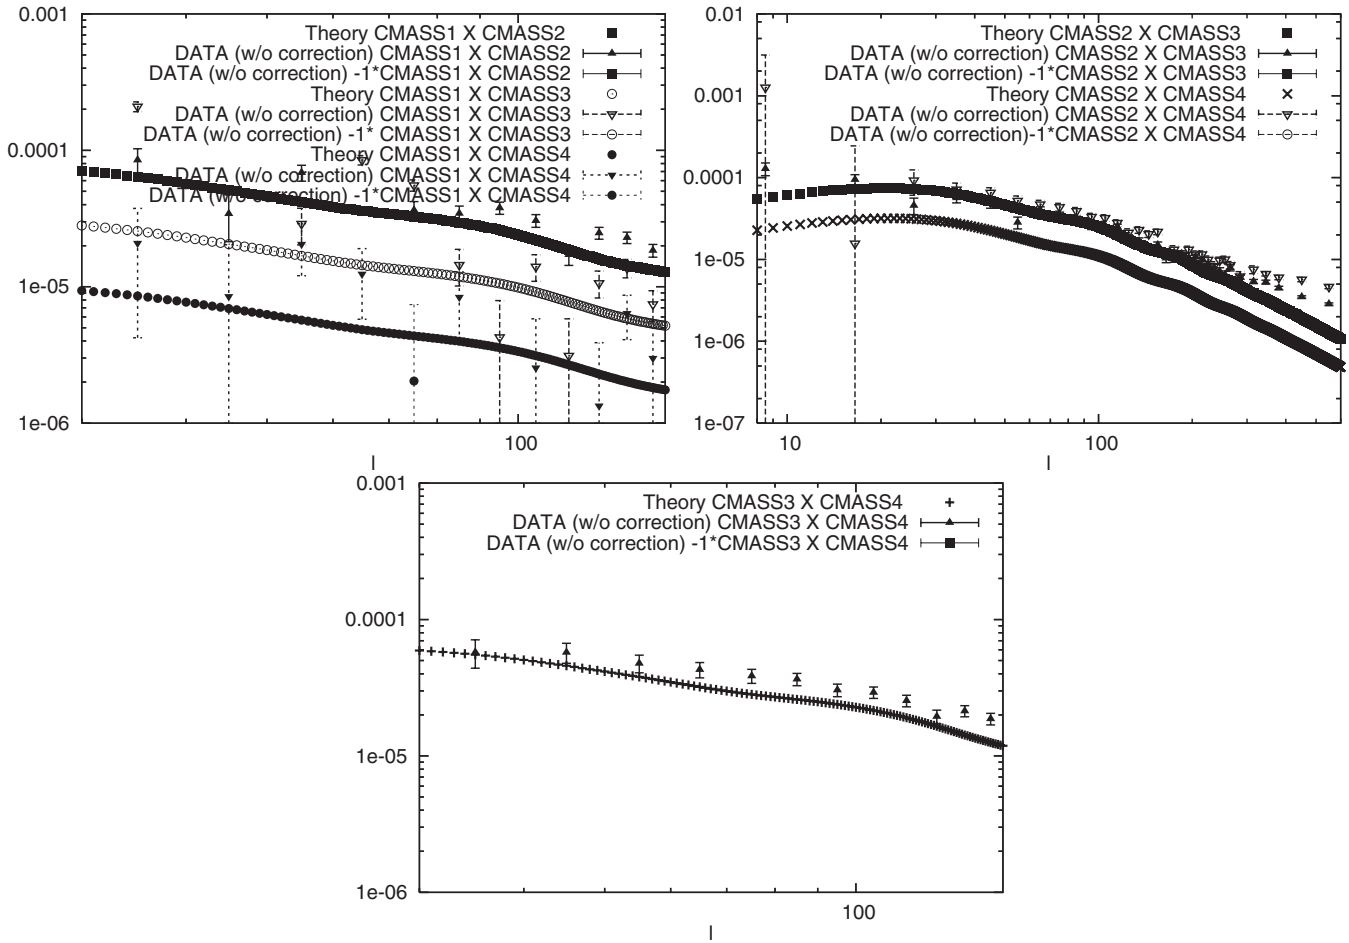 0.001
0.0001
1e-05
1e-06
100
l
Theory CMASS1 X CMASS2
DATA (w/o correction) CMASS1 X CMASS2
DATA (w/o correction) -1*CMASS1 X CMASS2
Theory CMASS1 X CMASS3
DATA (w/o correction) CMASS1 X CMASS3
DATA (w/o correction) -1* CMASS1 X CMASS3
Theory CMASS1 X CMASS4
DATA (w/o correction) CMASS1 X CMASS4
DATA (w/o correction) -1*CMASS1 X CMASS4
0.01
0.001
0.0001
1e-05
1e-06
1e-07
10
100
l
Theory CMASS2 X CMASS3
DATA (w/o correction) CMASS2 X CMASS3
DATA (w/o correction) -1*CMASS2 X CMASS3
Theory CMASS2 X CMASS4
DATA (w/o correction) CMASS2 X CMASS4
DATA (w/o correction)-1*CMASS2 X CMASS4
0.001
0.0001
1e-05
1e-06
100
l
Theory CMASS3 X CMASS4
DATA (w/o correction) CMASS3 X CMASS4
DATA (w/o correction) -1*CMASS3 X CMASS4